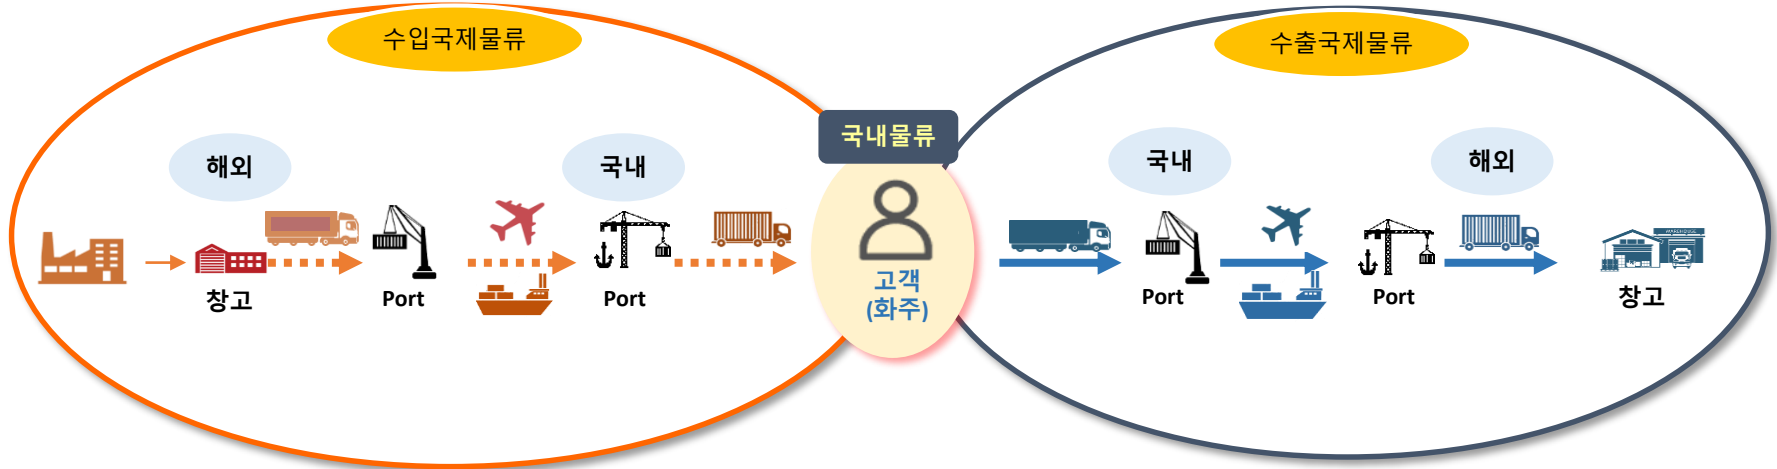 수입국제물류
수출국제물류
국내물류
해외
국내
국내
해외
창고
Port
Port
고객
(화주)
Port
Port
WAREHOUSE
창고